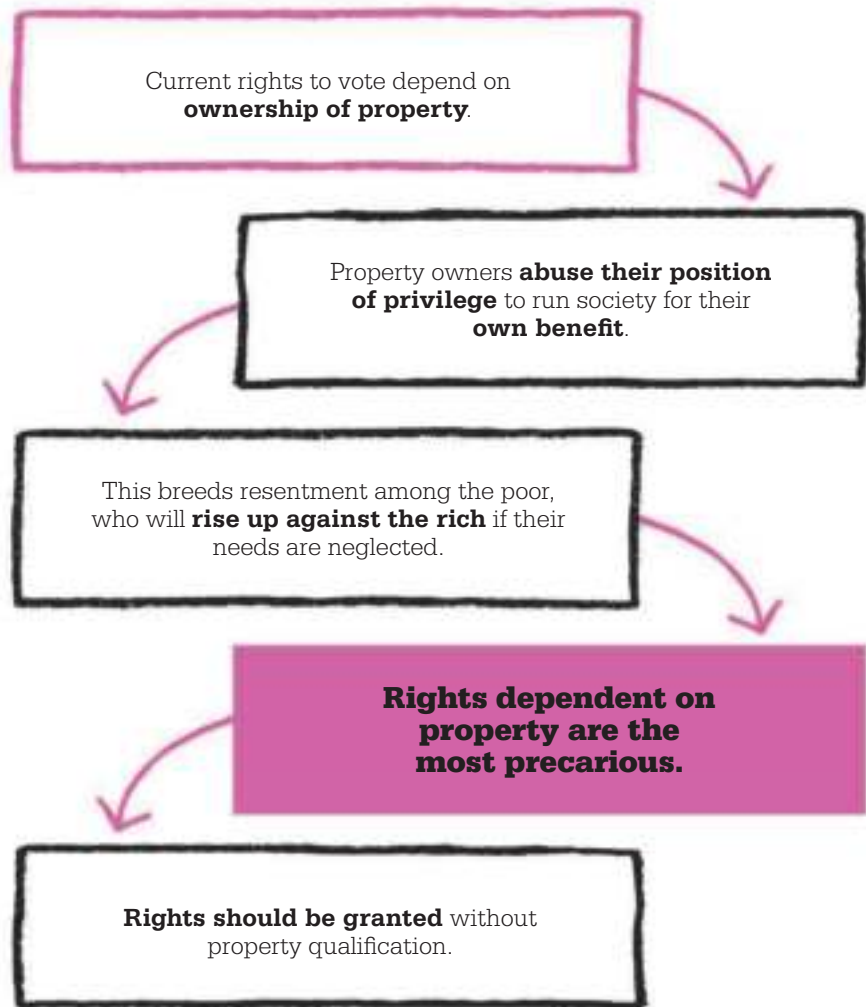 Current rights to vote depend on
ownership of property.
Property owners abuse their position
of privilege to run society for their
own benefit.
This breeds resentment among the poor,
who will rise up against the rich if their
needs are neglected.
Rights dependent on
property are the
most precarious.
Rights should be granted without
property qualification.